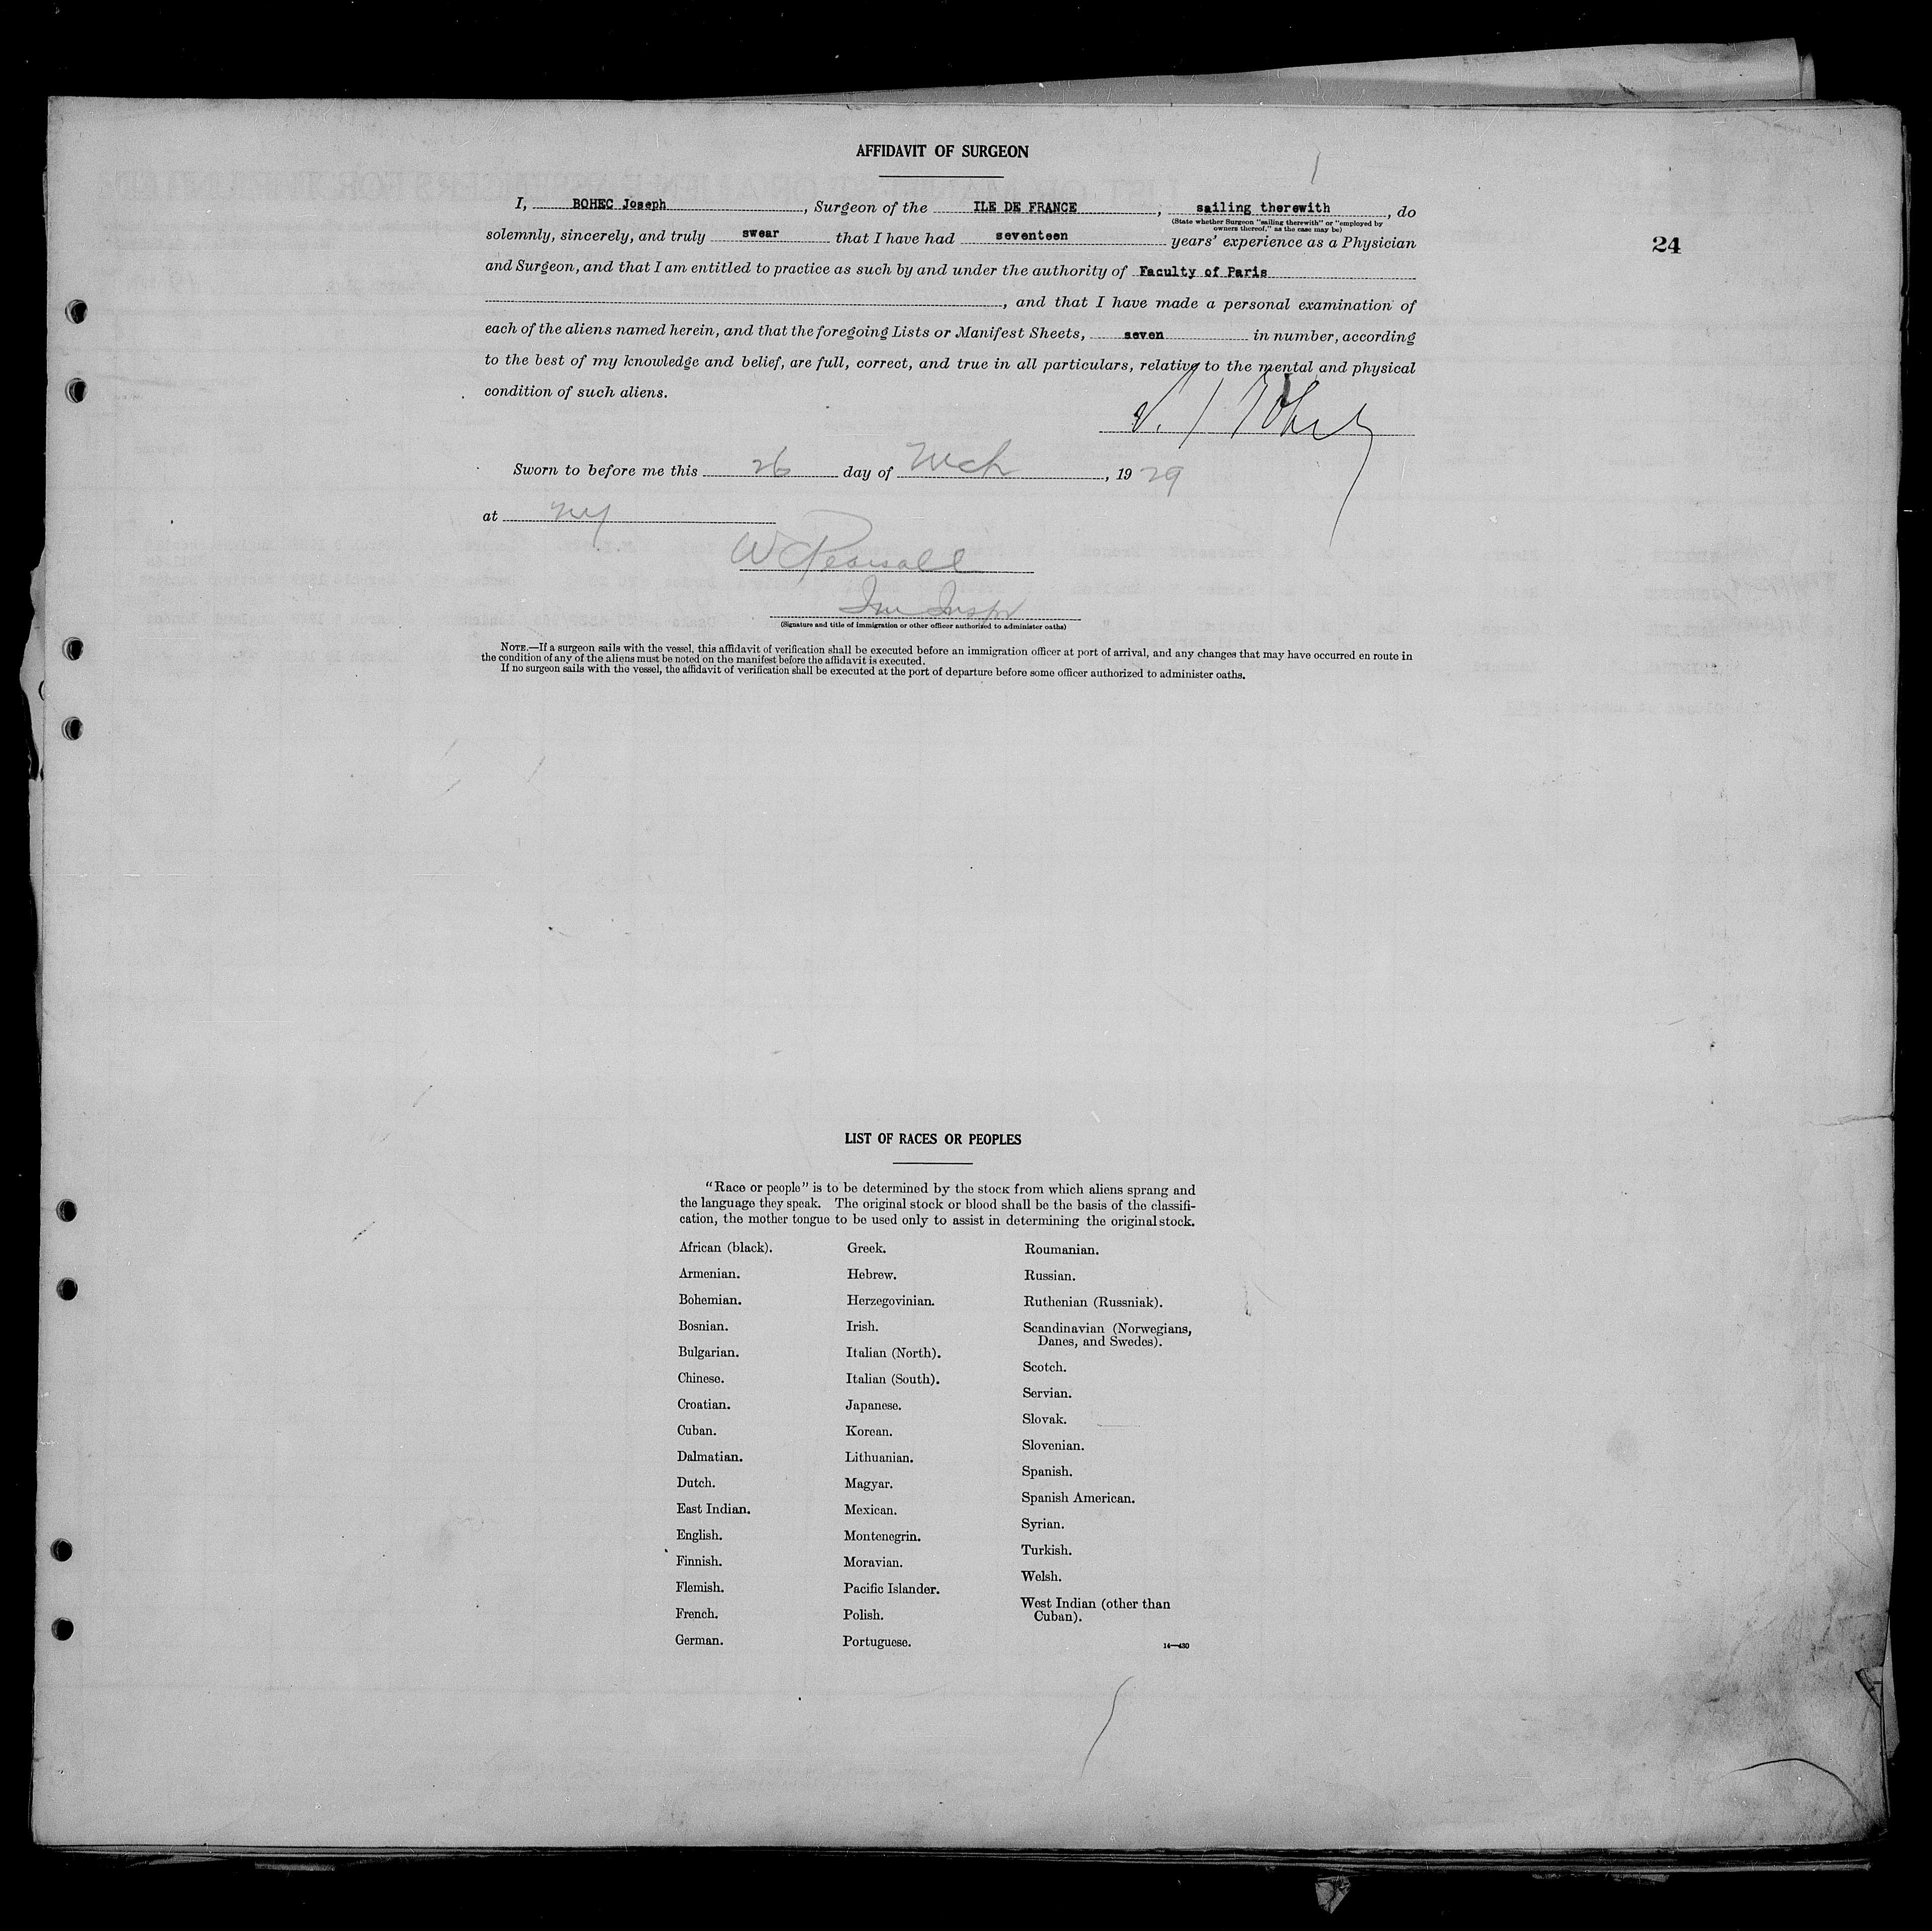 AFFIDAVIT OF SURGEON
I, BOHEC Joseph, Surgeon of the ILE DE FRANCE, sailing therewith, do
(State whether Surgeon "sailing therewith" or "employed by
owners thereof," as the case may be)
24
solemnly, sincerely, and truly swear that I have had seventeen years' experience as a Physician
and Surgeon, and that I am entitled to practice as such by and under the authority of Faculty of Paris
, and that I have made a personal examination of
each of the aliens named herein, and that the foregoing Lists or Manifest Sheets, seven in number, according
to the best of my knowledge and belief, are full, correct, and true in all particulars, relative to the mental and physical
condition of such aliens.
Sworn to before me this 26 day of Mch, 1929
at NY
W Pearsall
Im Inspr
(Signature and title of immigration or other officer authorized to administer oaths)
NOTE.—If a surgeon sails with the vessel, this affidavit of verification shall be executed before an immigration officer at port of arrival, and any changes that may have occurred en route in
the condition of any of the aliens must be noted on the manifest before the affidavit is executed.
If no surgeon sails with the vessel, the affidavit of verification shall be executed at the port of departure before some officer authorized to administer oaths.
LIST OF RACES OR PEOPLES
"Race or people" is to be determined by the stock from which aliens sprang and
the language they speak. The original stock or blood shall be the basis of the classifi-
cation, the mother tongue to be used only to assist in determining the original stock.
African (black).
Armenian.
Bohemian.
Bosnian.
Bulgarian.
Chinese.
Croatian.
Cuban.
Dalmatian.
Dutch.
East Indian.
English.
Finnish.
Flemish.
French.
German.
Greek.
Hebrew.
Herzegovinian.
Irish.
Italian (North).
Italian (South).
Japanese.
Korean.
Lithuanian.
Magyar.
Mexican.
Montenegrin.
Moravian.
Pacific Islander.
Polish.
Portuguese.
Roumanian.
Russian.
Ruthenian (Russniak).
Scandinavian (Norwegians,
Danes, and Swedes).
Scotch.
Servian.
Slovak.
Slovenian.
Spanish.
Spanish American.
Syrian.
Turkish.
Welsh.
West Indian (other than
Cuban).
14—430